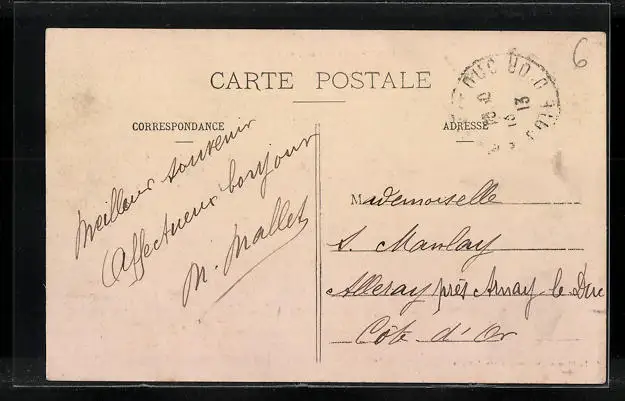 6
CARTE POSTALE
CORRESPONDANCE
ADRESSE
Meilleur souvenir
Affectueux bonjour
M. Mallet
Mademoiselle
S. Manlay
Alleray près Arnay-le-Duc
Côte-d'Or